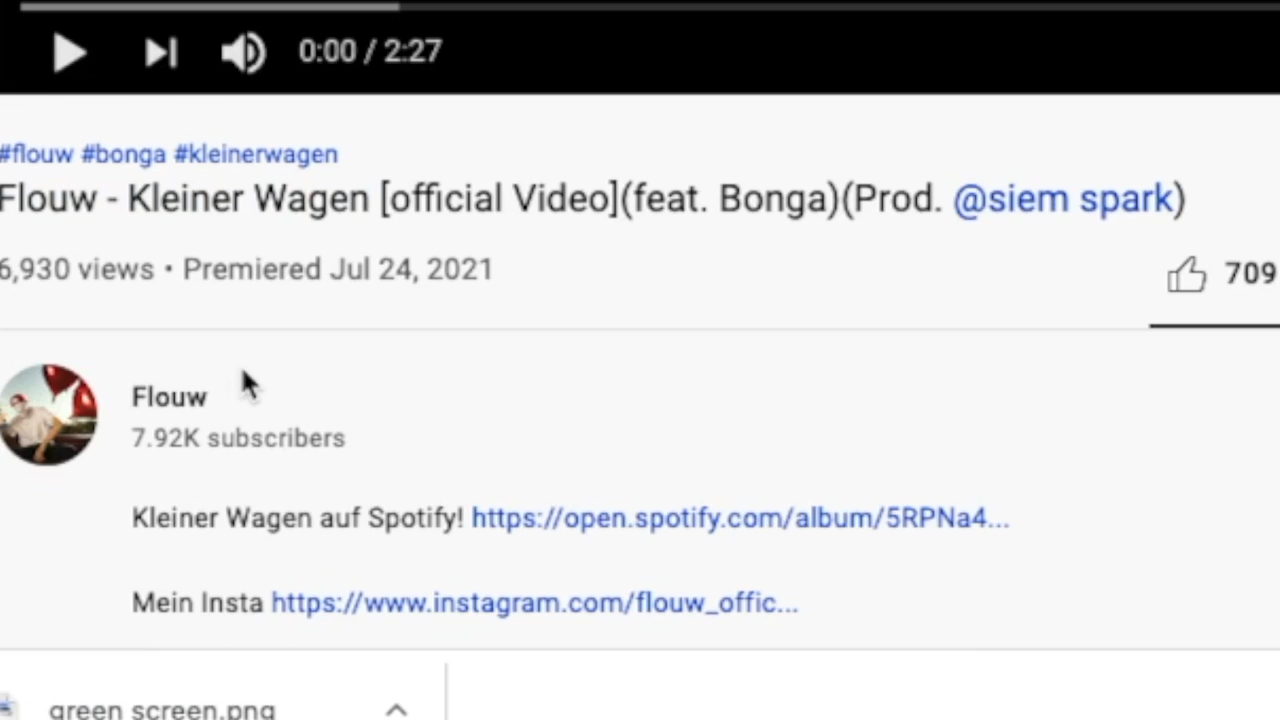 0:00 / 2:27
#flouw #bonga #kleinerwagen
Flouw - Kleiner Wagen [official Video](feat. Bonga)(Prod. @siem spark)
6,930 views • Premiered Jul 24, 2021
709
Flouw
7.92K subscribers
Kleiner Wagen auf Spotify! https://open.spotify.com/album/5RPNa4...
Mein Insta https://www.instagram.com/flouw_offic...
green screen.png